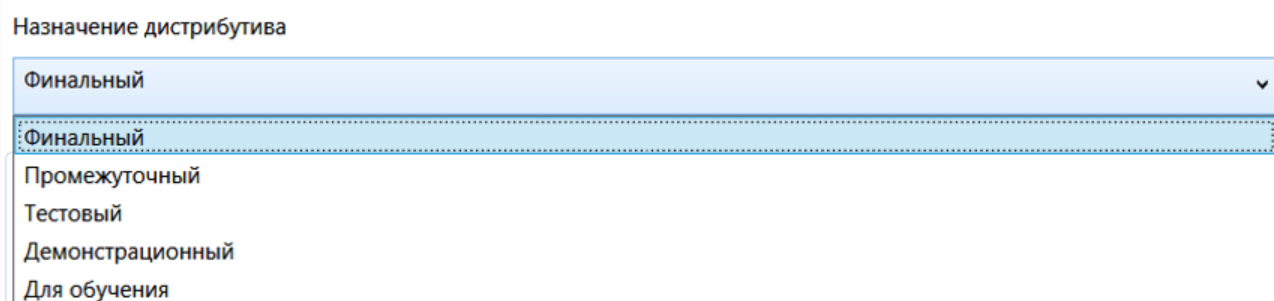 Назначение дистрибутива
Финальный
Финальный
Промежуточный
Тестовый
Демонстрационный
Для обучения